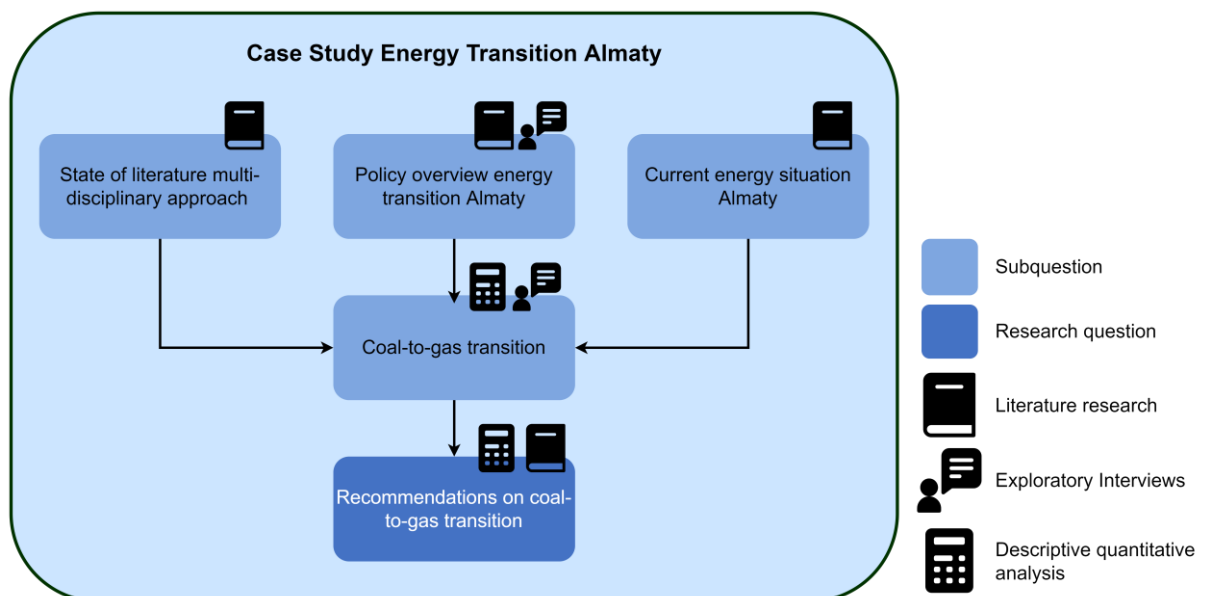 Case Study Energy Transition Almaty
State of literature multi-
disciplinary approach
Policy overview energy
transition Almaty
Current energy situation
Almaty
Coal-to-gas transition
Recommendations on coal-
to-gas transition
Subquestion
Research question
Literature research
Exploratory Interviews
Descriptive quantitative
analysis